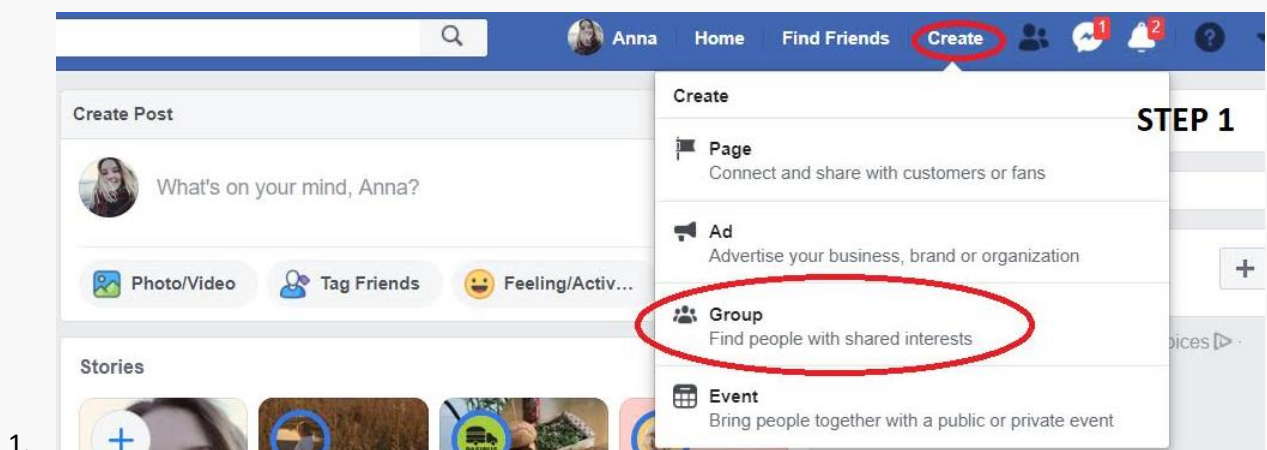 Anna Home Find Friends Create 1 2 ?
Create Post
What's on your mind, Anna?
Photo/Video Tag Friends Feeling/Activ...
Stories
Create
STEP 1
Page
Connect and share with customers or fans
Ad
Advertise your business, brand or organization
Group
Find people with shared interests
Event
Bring people together with a public or private event
oices
1.